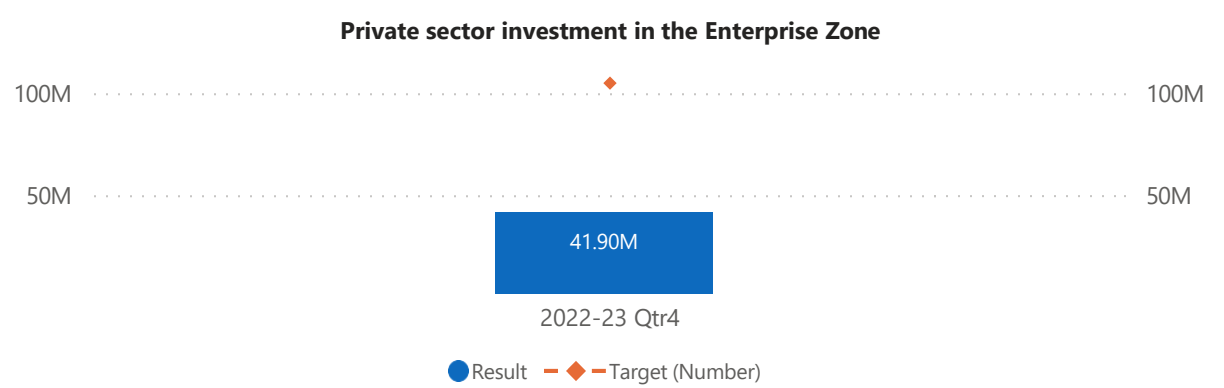 Private sector investment in the Enterprise Zone
100M 100M
50M 50M
41.90M
2022-23 Qtr4
Result Target (Number)